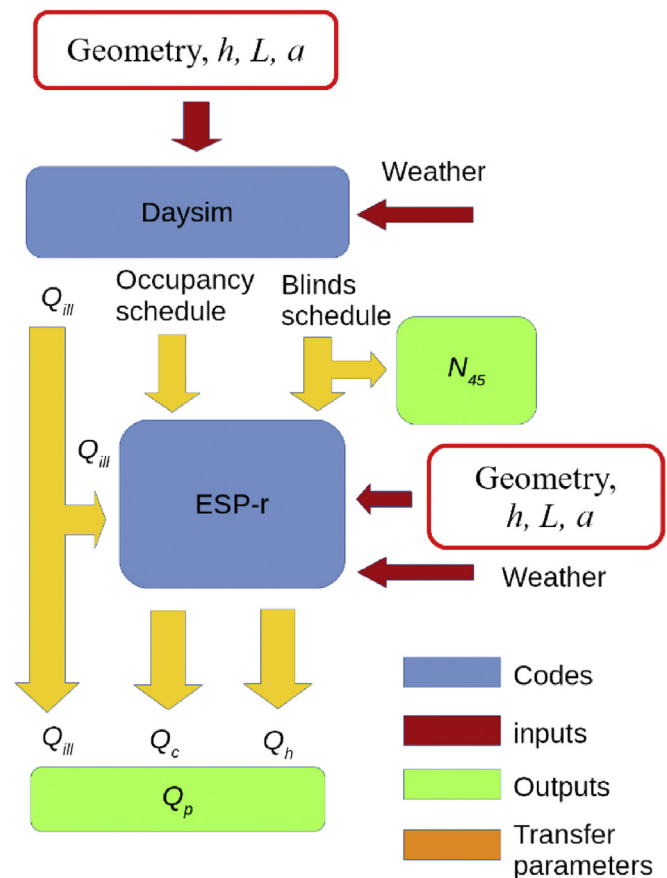 Geometry, h, L, a
Weather
Daysim
Occupancy
schedule
Blinds
schedule
Q_ill
N_45
Q_ill
ESP-r
Geometry,
h, L, a
Weather
Codes
inputs
Q_ill
Q_c
Q_h
Outputs
Q_p
Transfer
parameters